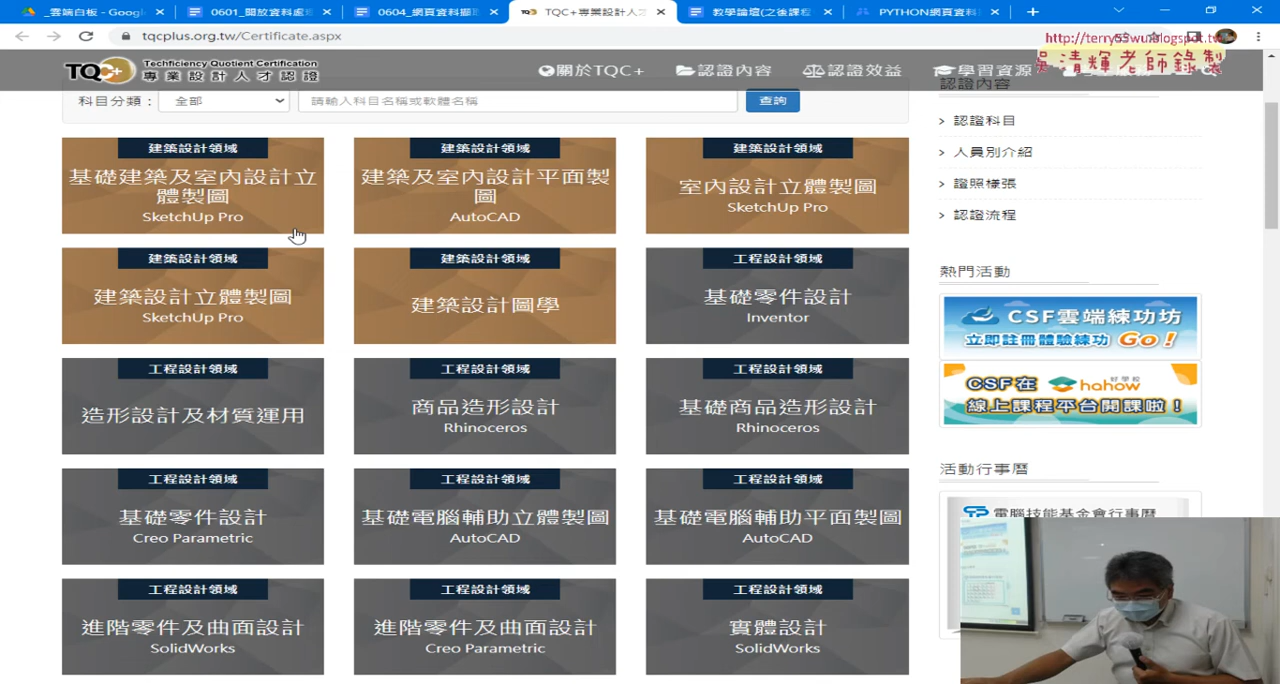 _雲端白板 - Googl
0601_開放資料處
0604_網頁資料擷
TQC+專業設計人才
教學論壇(之後課程
PYTHON網頁資料
tqcplus.org.tw/Certificate.aspx
http://terry55wu.blogspot.tw
吳清輝老師錄製
TQC+
Techficiency Quotient Certification
專業設計人才認證
關於TQC+
認證內容
認證效益
學習資源
科目分類：
全部
請輸入科目名稱或軟體名稱
查詢
建築設計領域
基礎建築及室內設計立
體製圖
SketchUp Pro
建築設計領域
建築及室內設計平面製
圖
AutoCAD
建築設計領域
室內設計立體製圖
SketchUp Pro
建築設計領域
建築設計立體製圖
SketchUp Pro
建築設計領域
建築設計圖學
工程設計領域
基礎零件設計
Inventor
工程設計領域
造形設計及材質運用
工程設計領域
商品造形設計
Rhinoceros
工程設計領域
基礎商品造形設計
Rhinoceros
工程設計領域
基礎零件設計
Creo Parametric
工程設計領域
基礎電腦輔助立體製圖
AutoCAD
工程設計領域
基礎電腦輔助平面製圖
AutoCAD
工程設計領域
進階零件及曲面設計
SolidWorks
工程設計領域
進階零件及曲面設計
Creo Parametric
工程設計領域
實體設計
SolidWorks
認證內容
> 認證科目
> 人員別介紹
> 證照樣張
> 認證流程
熱門活動
CSF雲端練功坊
立即註冊體驗練功 Go！
CSF在 好學校 hahow
線上課程平台開課啦！
活動行事曆
電腦技能基金會行事曆